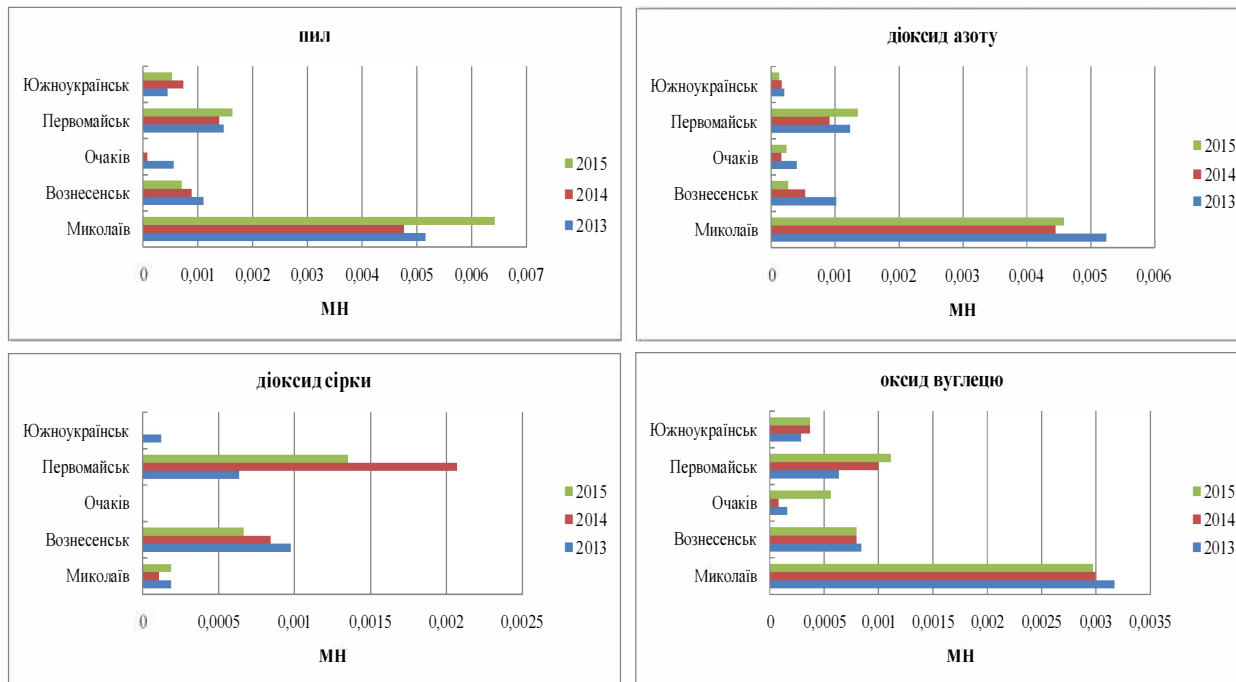 пил
Южноукраїнськ
Первомайськ
Очаків
Вознесенськ
Миколаїв
0 0,001 0,002 0,003 0,004 0,005 0,006 0,007
МН
2015
2014
2013
діоксид азоту
Южноукраїнськ
Первомайськ
Очаків
Вознесенськ
Миколаїв
0 0,001 0,002 0,003 0,004 0,005 0,006
МН
2015
2014
2013
діоксид сірки
Южноукраїнськ
Первомайськ
Очаків
Вознесенськ
Миколаїв
0 0,0005 0,001 0,0015 0,002 0,0025
МН
2015
2014
2013
оксид вуглецю
Южноукраїнськ
Первомайськ
Очаків
Вознесенськ
Миколаїв
0 0,0005 0,001 0,0015 0,002 0,0025 0,003 0,0035
МН
2015
2014
2013